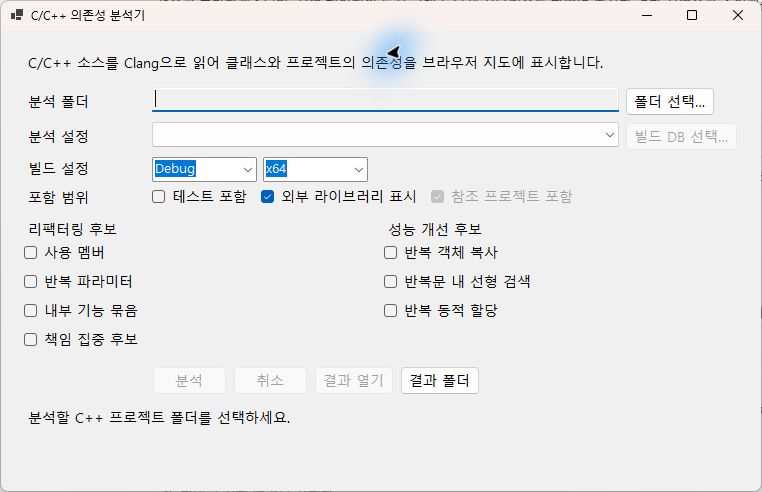 C/C++ 의존성 분석기
C/C++ 소스를 Clang으로 읽어 클래스와 프로젝트의 의존성을 브라우저 지도에 표시합니다.
분석 폴더
폴더 선택...
분석 설정
빌드 DB 선택...
빌드 설정 Debug x64
포함 범위 테스트 포함 외부 라이브러리 표시 참조 프로젝트 포함
리팩터링 후보
사용 멤버
반복 파라미터
내부 기능 묶음
책임 집중 후보
성능 개선 후보
반복 객체 복사
반복문 내 선형 검색
반복 동적 할당
분석 취소 결과 열기 결과 폴더
분석할 C++ 프로젝트 폴더를 선택하세요.